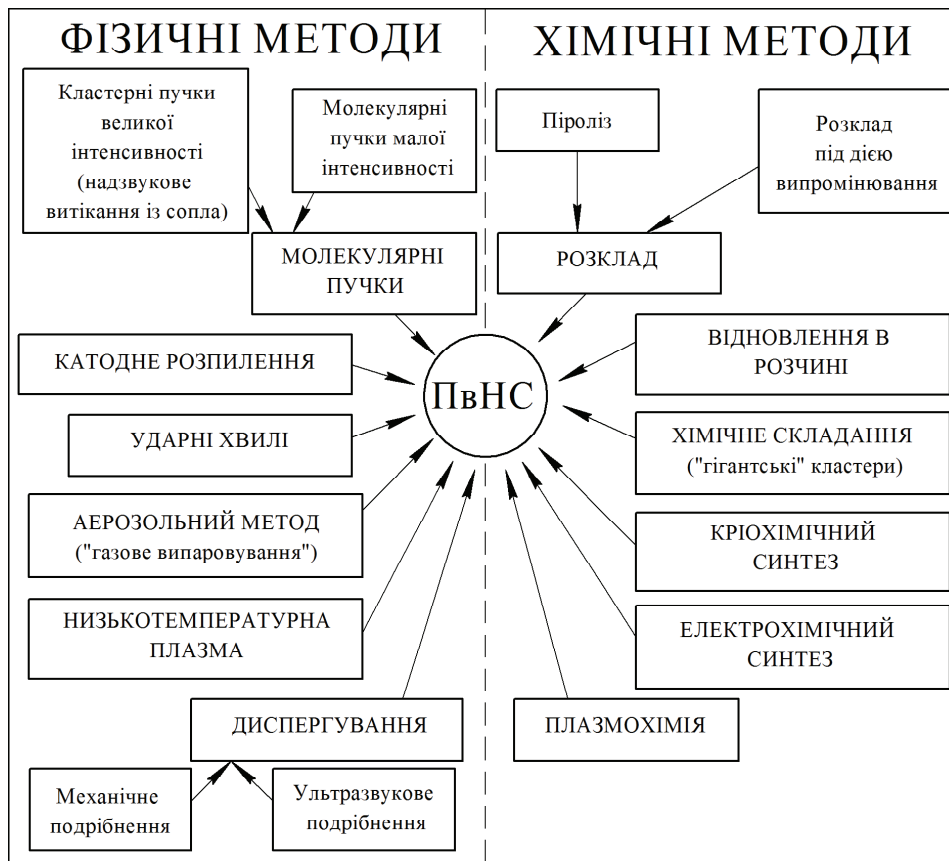 ФІЗИЧНІ МЕТОДИ
Кластерні пучки
великої
інтенсивності
(надзвукове
витікання із сопла)
Молекулярні
пучки малої
інтенсивності
МОЛЕКУЛЯРНІ
ПУЧКИ
КАТОДНЕ РОЗПИЛЕННЯ
УДАРНІ ХВИЛІ
АЕРОЗОЛЬНИЙ МЕТОД
("газове випаровування")
НИЗЬКОТЕМПЕРАТУРНА
ПЛАЗМА
ДИСПЕРГУВАННЯ
Механічне
подрібнення
Ультразвукове
подрібнення
ПвНС
ХІМІЧНІ МЕТОДИ
Піроліз
Розклад
під дією
випромінювання
РОЗКЛАД
ВІДНОВЛЕННЯ В
РОЗЧИНІ
ХІМІЧНЕ СКЛАДАННЯ
("гігантські" кластери)
КРІОХІМІЧНИЙ
СИНТЕЗ
ЕЛЕКТРОХІМІЧНИЙ
СИНТЕЗ
ПЛАЗМОХІМІЯ